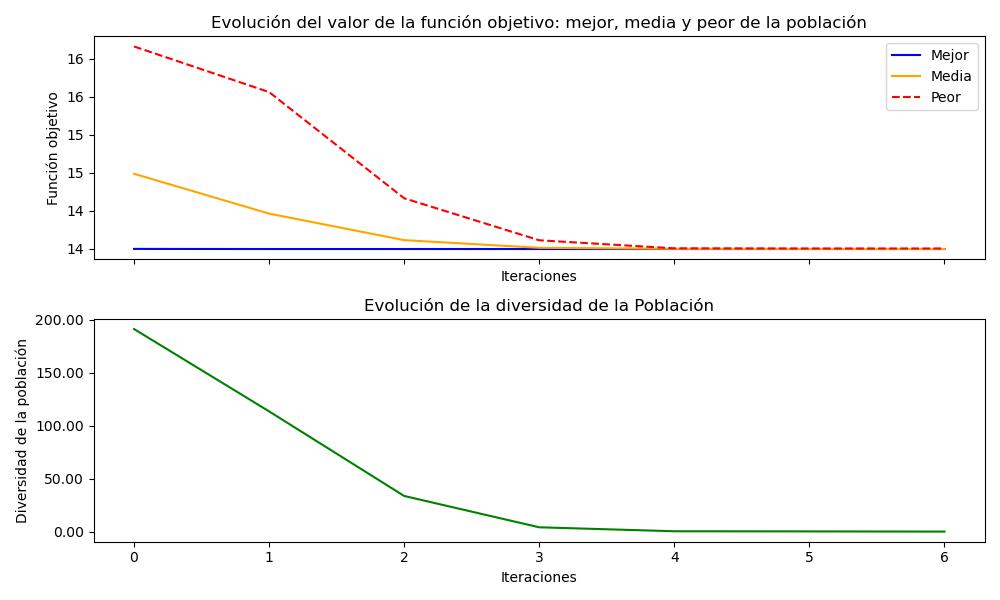 Evolución del valor de la función objetivo: mejor, media y peor de la población
Función objetivo
16
16
15
15
14
14
Mejor
Media
Peor
Iteraciones
Evolución de la diversidad de la Población
Diversidad de la población
200.00
150.00
100.00
50.00
0.00
0 1 2 3 4 5 6
Iteraciones